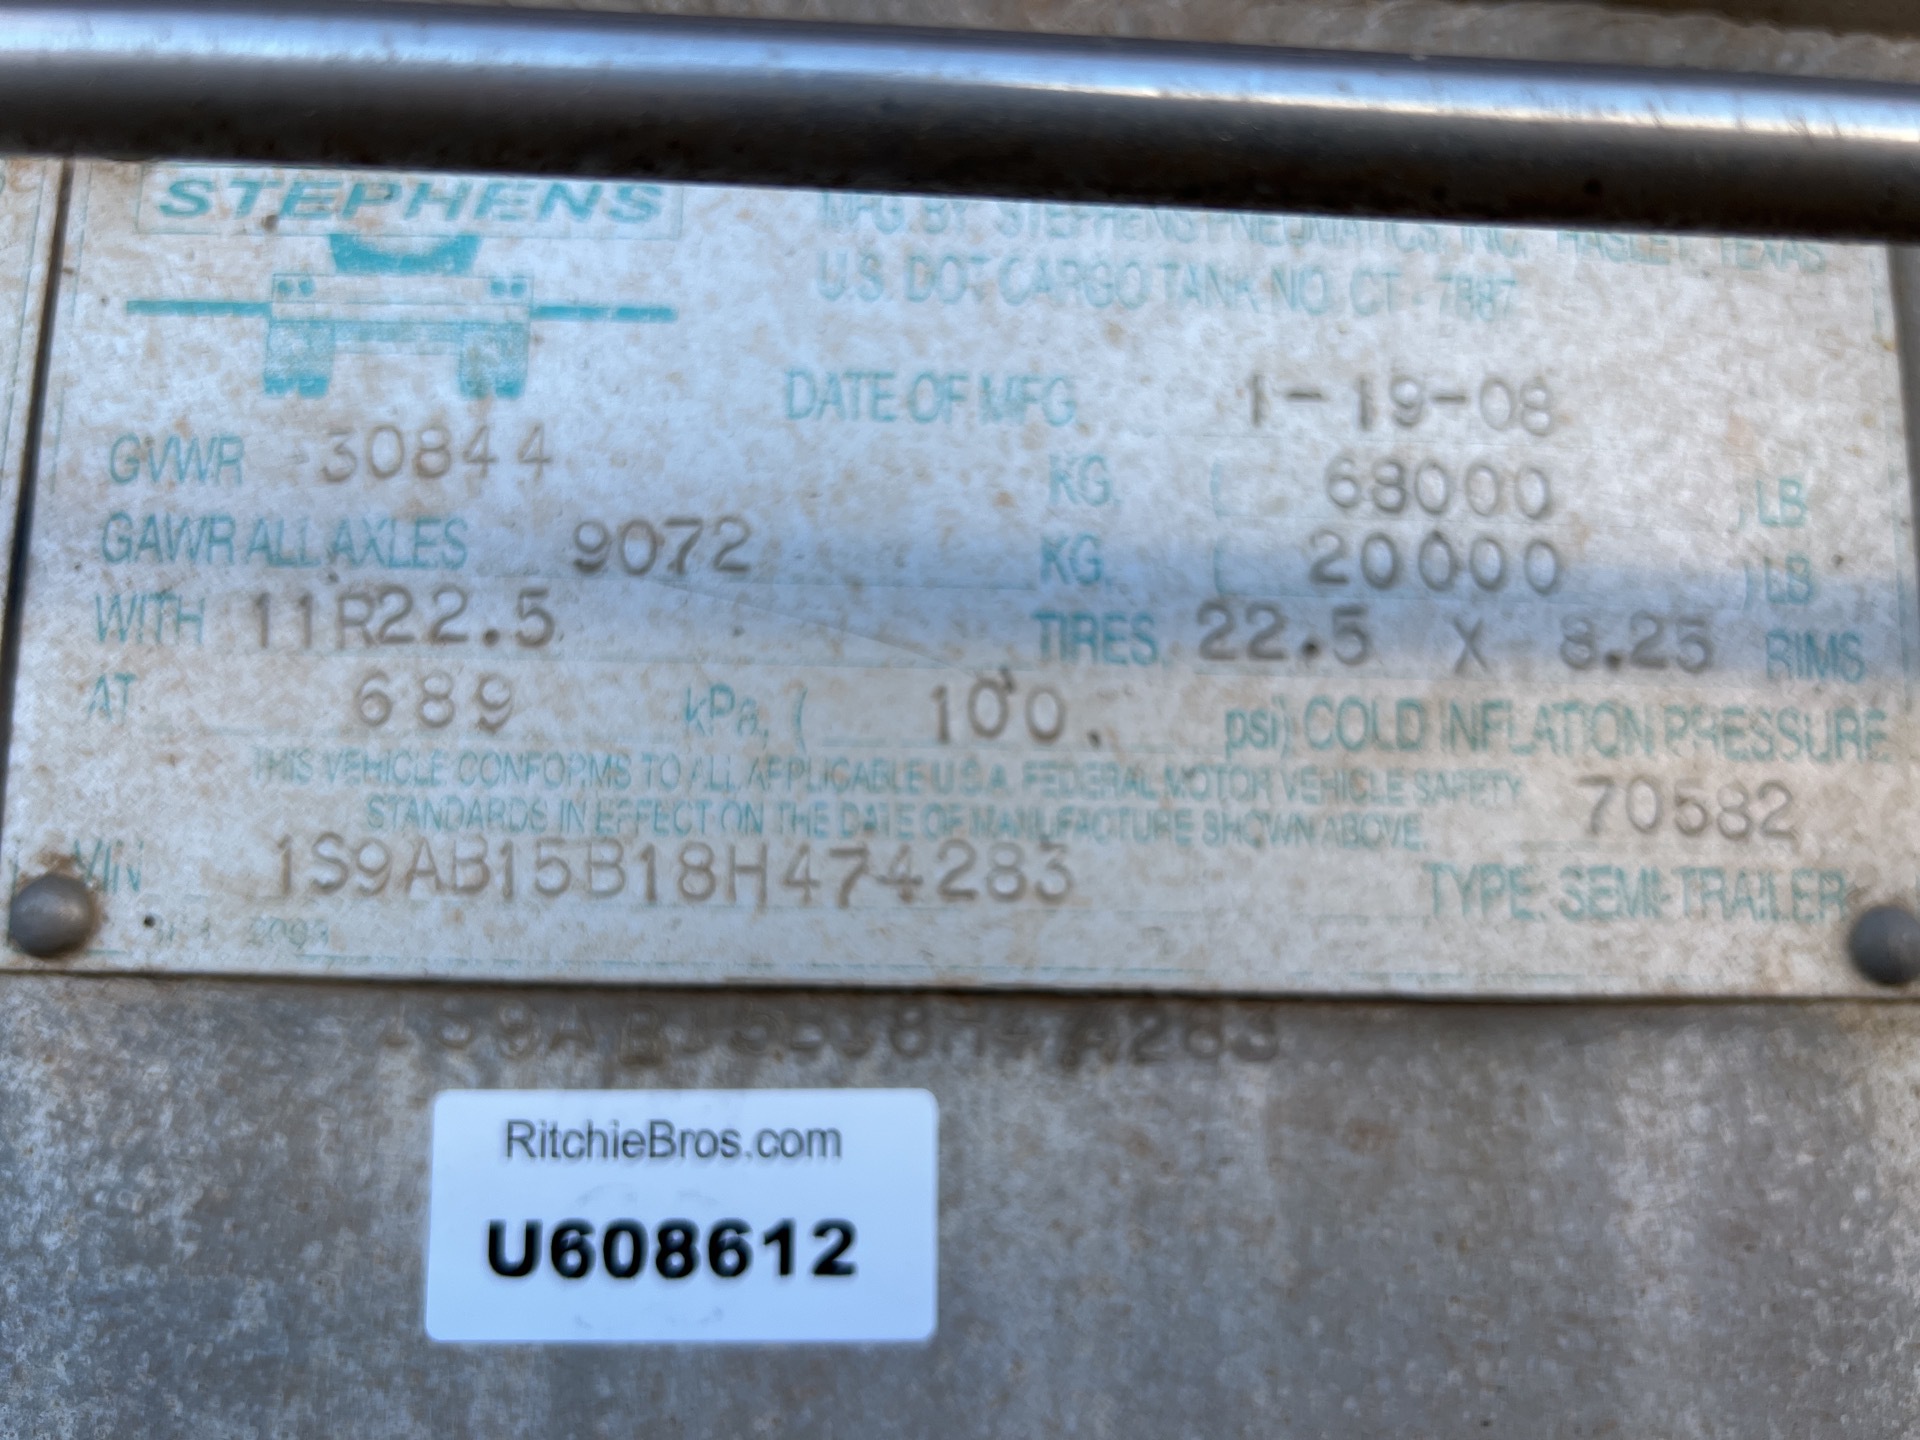 STEPHENS
MFG. BY STEPHENS PNEUMATICS, INC. HASLET, TEXAS
U.S. DOT. CARGO TANK NO. CT - 7887
DATE OF MFG. 1-19-08
GVWR 30844 KG. ( 68000 ) LB
GAWR ALL AXLES 9072 KG. ( 20000 ) LB
WITH 11R22.5 TIRES, 22.5 X 8.25 RIMS
AT 689 kPa, ( 100. psi) COLD INFLATION PRESSURE
THIS VEHICLE CONFORMS TO ALL APPLICABLE U.S.A. FEDERAL MOTOR VEHICLE SAFETY
STANDARDS IN EFFECT ON THE DATE OF MANUFACTURE SHOWN ABOVE.
70582
VIN 1S9AB15B18H474283
TYPE: SEMI-TRAILER
1S9AB15B18H474283
RitchieBros.com
U608612